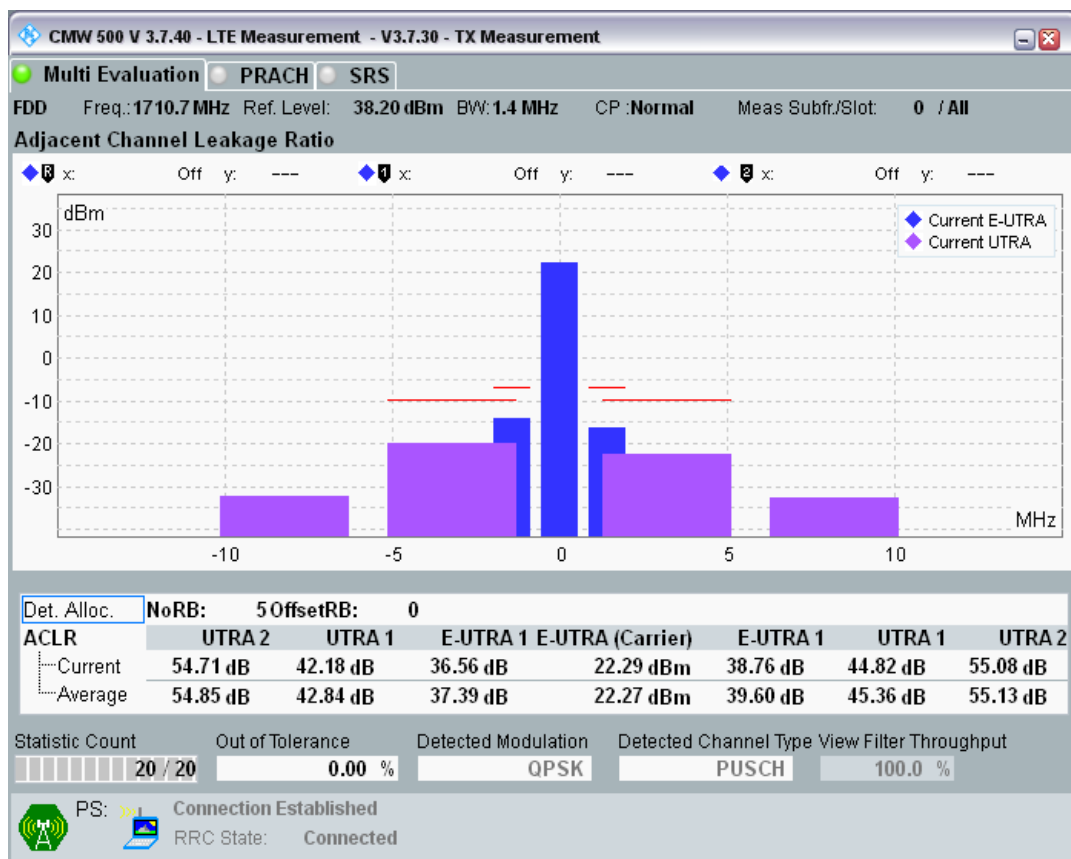 CMW 500 V 3.7.40 - LTE Measurement - V3.7.30 - TX Measurement
Multi Evaluation PRACH SRS
FDD Freq.: 1710.7 MHz Ref. Level: 38.20 dBm BW: 1.4 MHz CP : Normal Meas Subfr./Slot: 0 / All
Adjacent Channel Leakage Ratio
R x: Off y: --- 1 x: Off y: --- 2 x: Off y: ---
dBm
Current E-UTRA
Current UTRA
30
20
10
0
-10
-20
-30
MHz
-10 -5 0 5 10
Det. Alloc. NoRB: 5 OffsetRB: 0
ACLR UTRA 2 UTRA 1 E-UTRA 1 E-UTRA (Carrier) E-UTRA 1 UTRA 1 UTRA 2
Current 54.71 dB 42.18 dB 36.56 dB 22.29 dBm 38.76 dB 44.82 dB 55.08 dB
Average 54.85 dB 42.84 dB 37.39 dB 22.27 dBm 39.60 dB 45.36 dB 55.13 dB
Statistic Count Out of Tolerance Detected Modulation Detected Channel Type View Filter Throughput
20 / 20 0.00 % QPSK PUSCH 100.0 %
PS: Connection Established
RRC State: Connected